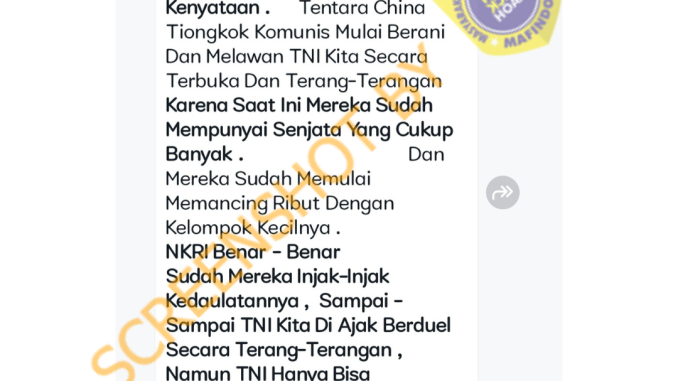 Kenyataan . Tentara China
Tiongkok Komunis Mulai Berani
Dan Melawan TNI Kita Secara
Terbuka Dan Terang-Terangan
Karena Saat Ini Mereka Sudah
Mempunyai Senjata Yang Cukup
Banyak . Dan
Mereka Sudah Memulai
Memancing Ribut Dengan
Kelompok Kecilnya .
NKRI Benar - Benar
Sudah Mereka Injak-Injak
Kedaulatannya , Sampai -
Sampai TNI Kita Di Ajak Berduel
Secara Terang-Terangan ,
Namun TNI Hanya Bisa
SCREENSHOT BY
HOAX
MAFINDO